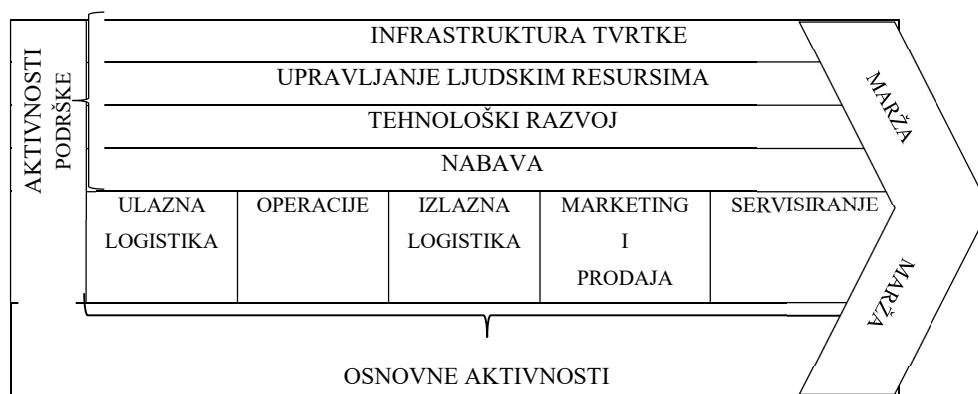 AKTIVNOSTI
PODRŠKE
INFRASTRUKTURA TVRTKE
UPRAVLJANJE LJUDSKIM RESURSIMA
TEHNOLOŠKI RAZVOJ
NABAVA
ULAZNA
LOGISTIKA
OPERACIJE
IZLAZNA
LOGISTIKA
MARKETING
I
PRODAJA
SERVISIRANJE
MARŽA
MARŽA
OSNOVNE AKTIVNOSTI